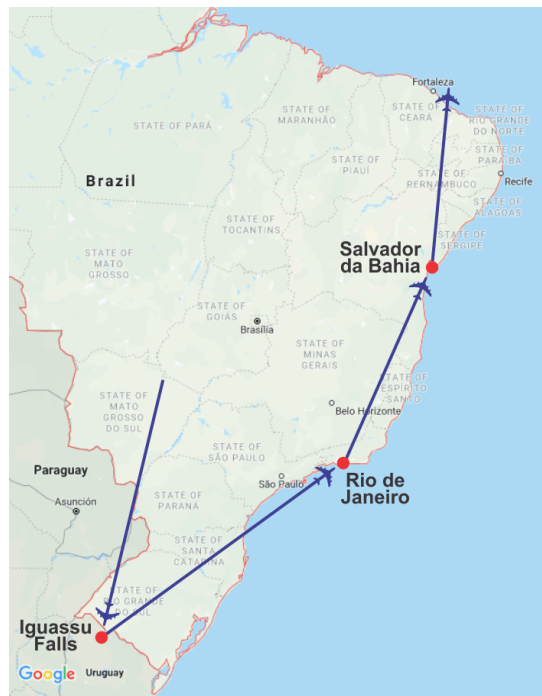 Fortaleza
STATE OF
CEARÁ
STATE OF
RIO GRANDE
DO NORTE
STATE OF
MARANHÃO
STATE OF PARÁ
STATE OF
PARAÍBA
STATE OF
PIAUÍ
STATE OF
PERNAMBUCO
Recife
Brazil
STATE OF
ALAGOAS
STATE OF
TOCANTINS
STATE OF
SERGIPE
Salvador
da Bahia
STATE OF
MATO
GROSSO
STATE OF
GOIÁS
Brasília
STATE OF
MINAS
GERAIS
STATE OF
ESPÍRITO
SANTO
STATE OF
MATO
GROSSO
DO SUL
Belo Horizonte
STATE OF
SÃO PAULO
Paraguay
São Paulo
Rio de
Janeiro
Asunción
STATE OF
PARANÁ
STATE OF
SANTA
CATARINA
STATE OF
RIO GRANDE
DO SUL
Iguassu
Falls
Google
Uruguay